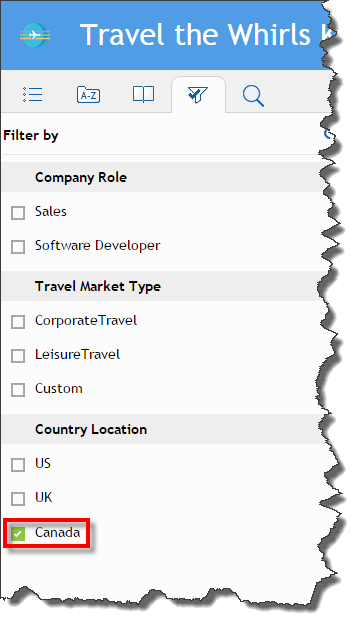 Travel the Whirls
A-Z
Filter by
Company Role
Sales
Software Developer
Travel Market Type
CorporateTravel
LeisureTravel
Custom
Country Location
US
UK
Canada